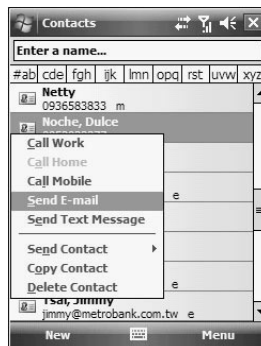 Contacts
Enter a name...
#ab cde fgh ijk lmn opq rst uvw xyz
Netty
0936583833 m
Noche, Dulce
Call Work
Call Home
Call Mobile
Send E-mail
e
Send Text Message
Send Contact
Copy Contact
e
Delete Contact
Tsai, Jimmy
jimmy@metrobank.com.tw e
New Menu